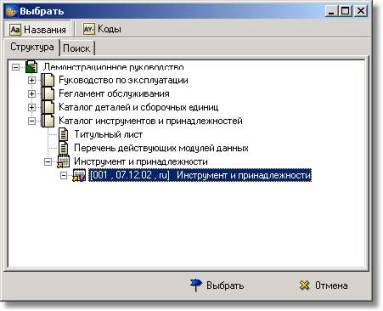 Выбрать
Названия Коды
Структура Поиск
Демонстрационное руководство
Руководство по эксплуатации
Регламент обслуживания
Каталог деталей и сборочных единиц
Каталог инструментов и принадлежностей
Титульный лист
Перечень действующих модулей данных
Инструмент и принадлежности
[001 , 07.12.02 , ru] Инструмент и принадлежности
Выбрать Отмена